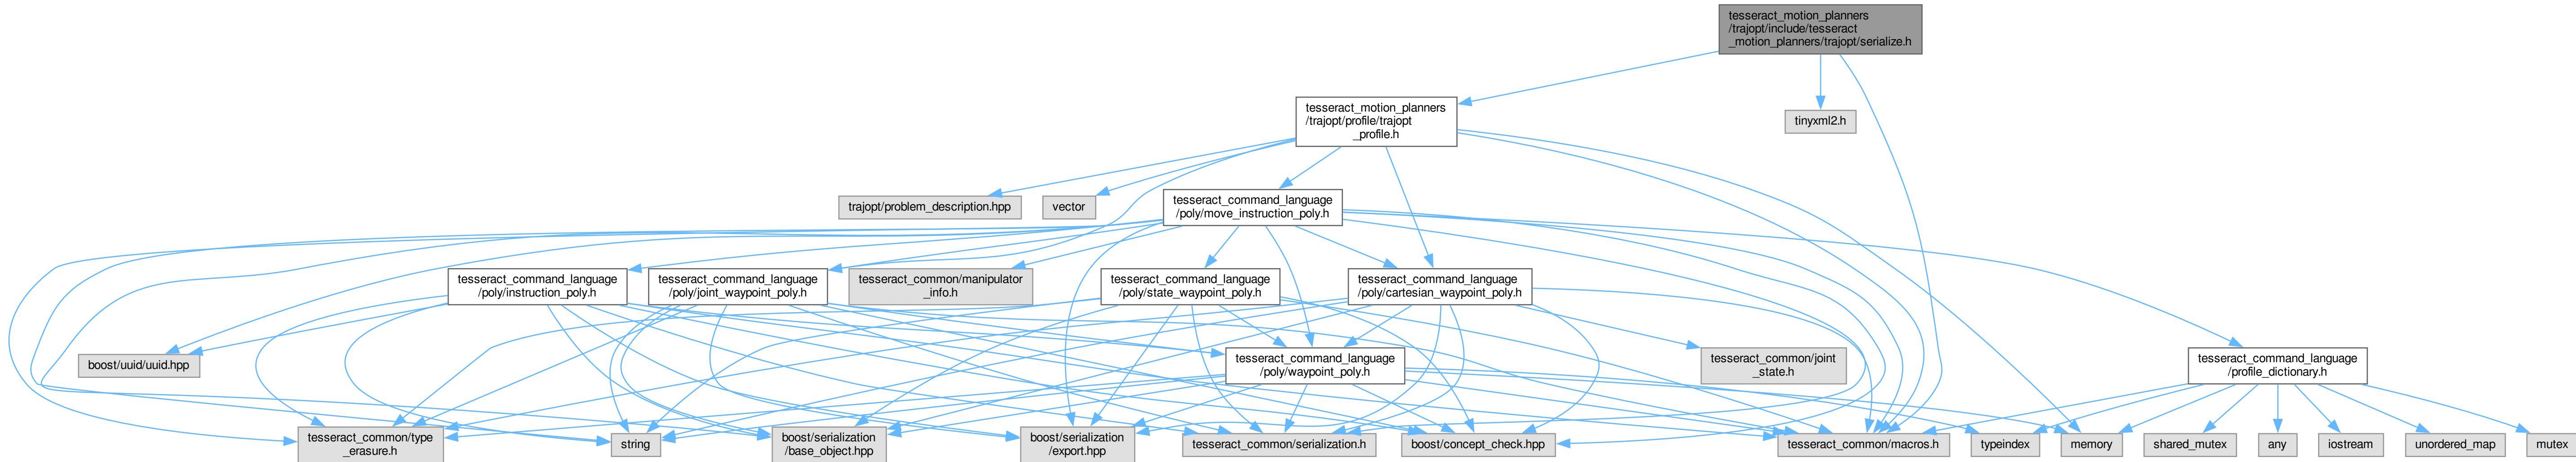 tesseract_motion_planners
/trajopt/include/tesseract
_motion_planners/trajopt/serialize.h
tesseract_motion_planners
/trajopt/profile/trajopt
_profile.h
tinyxml2.h
trajopt/problem_description.hpp
vector
tesseract_command_language
/poly/move_instruction_poly.h
tesseract_command_language
/poly/instruction_poly.h
tesseract_command_language
/poly/joint_waypoint_poly.h
tesseract_common/manipulator
_info.h
tesseract_command_language
/poly/state_waypoint_poly.h
tesseract_command_language
/poly/cartesian_waypoint_poly.h
boost/uuid/uuid.hpp
tesseract_command_language
/poly/waypoint_poly.h
tesseract_common/joint
_state.h
tesseract_command_language
/profile_dictionary.h
tesseract_common/type
_erasure.h
string
boost/serialization
/base_object.hpp
boost/serialization
/export.hpp
tesseract_common/serialization.h
boost/concept_check.hpp
tesseract_common/macros.h
typeindex
memory
shared_mutex
any
iostream
unordered_map
mutex